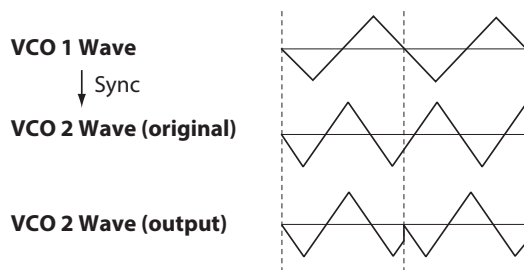 VCO 1 Wave
Sync
VCO 2 Wave (original)
VCO 2 Wave (output)